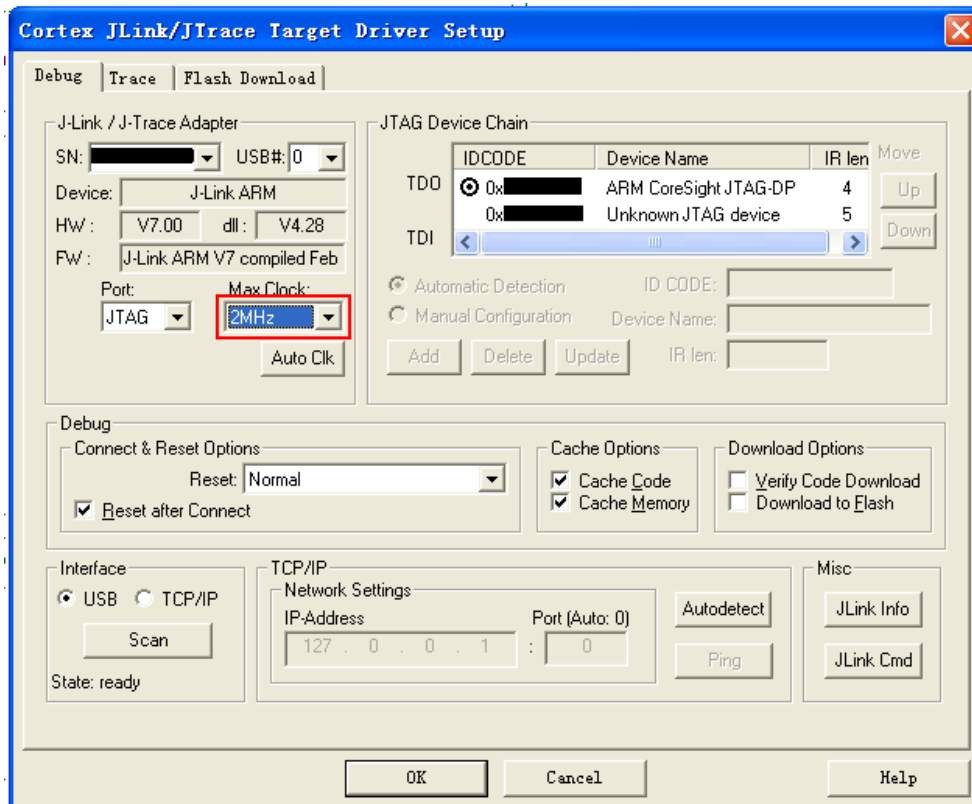 Cortex JLink/JTrace Target Driver Setup
Debug Trace Flash Download
J-Link / J-Trace Adapter
SN: USB#: 0
Device: J-Link ARM
HW : V7.00 dll : V4.28
FW : J-Link ARM V7 compiled Feb
Port: Max Clock:
JTAG 2MHz
Auto Clk
JTAG Device Chain
IDCODE Device Name IR len Move
TDO 0x ARM CoreSight JTAG-DP 4 Up
0x Unknown JTAG device 5
TDI Down
Automatic Detection ID CODE:
Manual Configuration Device Name:
Add Delete Update IR len:
Debug
Connect & Reset Options
Reset: Normal
Reset after Connect
Cache Options
Cache Code
Cache Memory
Download Options
Verify Code Download
Download to Flash
Interface
USB TCP/IP
Scan
State: ready
TCP/IP
Network Settings
IP-Address Port (Auto: 0)
127 . 0 . 0 . 1 : 0
Autodetect
Ping
Misc
JLink Info
JLink Cmd
OK Cancel Help